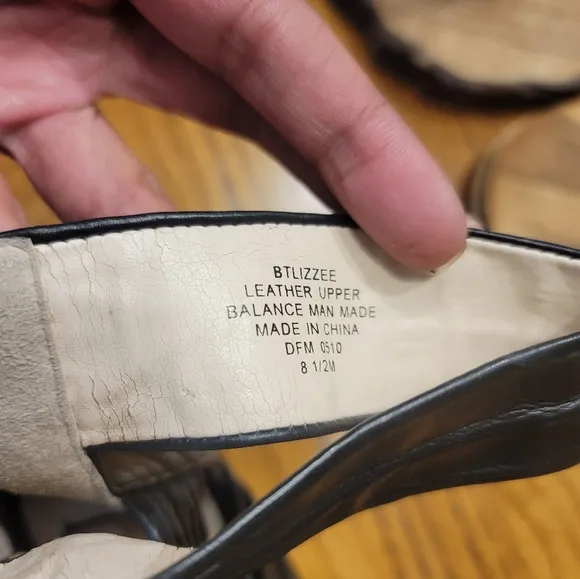 BTLIZZEE
LEATHER UPPER
BALANCE MAN MADE
MADE IN CHINA
DFM 0510
8 1/2M